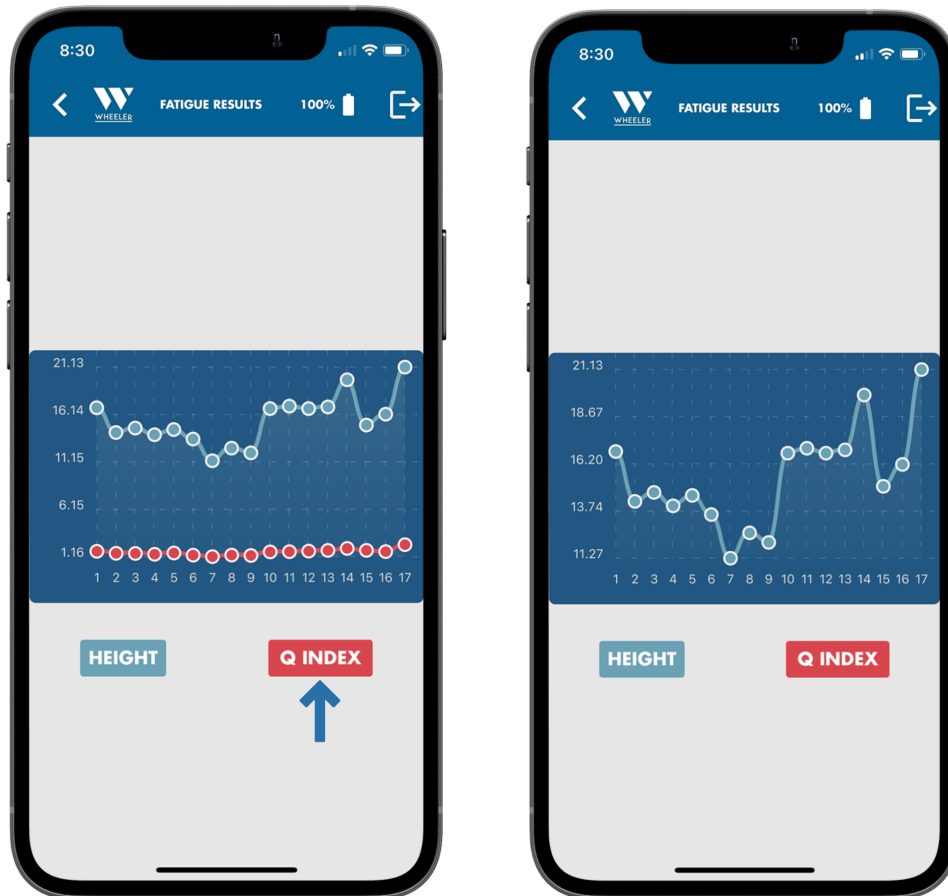 8:30
WHEELER
FATIGUE RESULTS
100%
21.13
16.14
11.15
6.15
1.16
1 2 3 4 5 6 7 8 9 10 11 12 13 14 15 16 17
HEIGHT
Q INDEX
8:30
WHEELER
FATIGUE RESULTS
100%
21.13
18.67
16.20
13.74
11.27
1 2 3 4 5 6 7 8 9 10 11 12 13 14 15 16 17
HEIGHT
Q INDEX